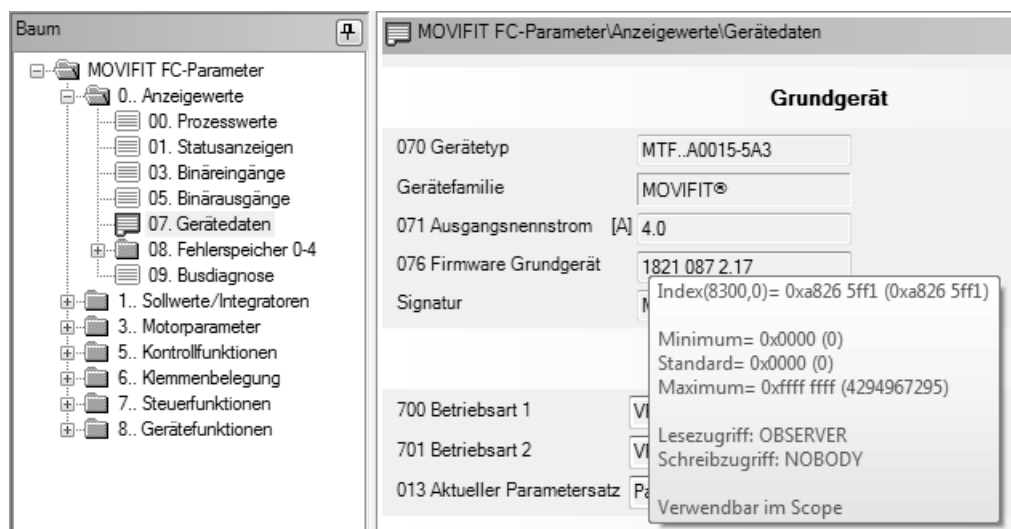 Baum
MOVIFIT FC-Parameter
0.. Anzeigewerte
00. Prozesswerte
01. Statusanzeigen
03. Binäreingänge
05. Binärausgänge
07. Gerätedaten
08. Fehlerspeicher 0-4
09. Busdiagnose
1.. Sollwerte/Integratoren
3.. Motorparameter
5.. Kontrollfunktionen
6.. Klemmenbelegung
7.. Steuerfunktionen
8.. Gerätefunktionen
MOVIFIT FC-Parameter\Anzeigewerte\Gerätedaten
Grundgerät
070 Gerätetyp MTF..A0015-5A3
Gerätefamilie MOVIFIT®
071 Ausgangsnennstrom [A] 4.0
076 Firmware Grundgerät 1821 087 2.17
Signatur
Index(8300,0)= 0xa826 5ff1 (0xa826 5ff1)
Minimum= 0x0000 (0)
Standard= 0x0000 (0)
Maximum= 0xffff ffff (4294967295)
Lesezugriff: OBSERVER
Schreibzugriff: NOBODY
Verwendbar im Scope
700 Betriebsart 1
701 Betriebsart 2
013 Aktueller Parametersatz